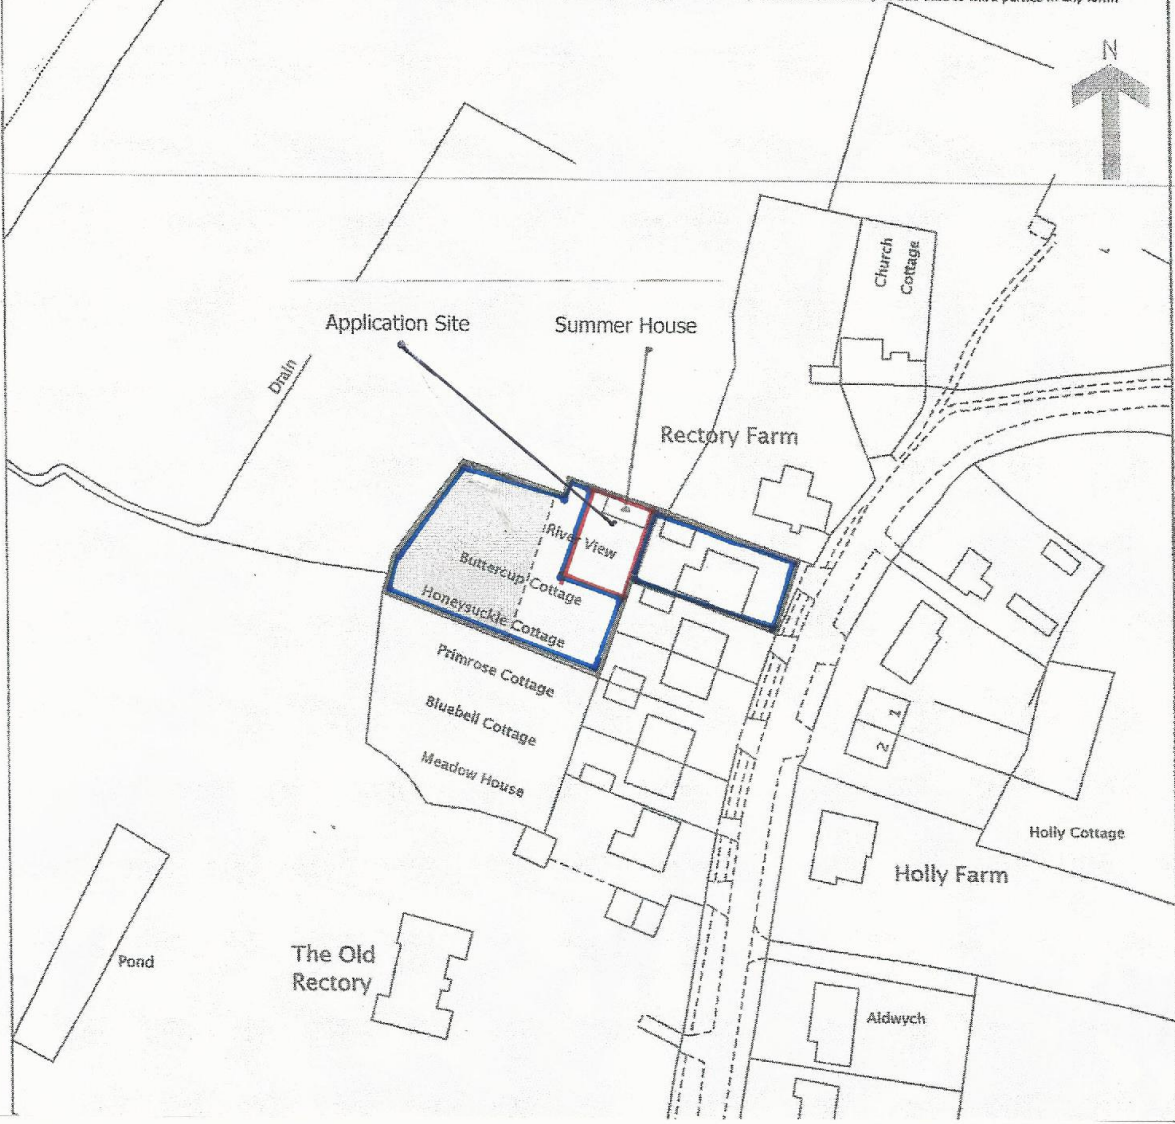 N
Church
Cottage
Application Site
Summer House
Drain
Rectory Farm
River View
Buttercup Cottage
Honeysuckle Cottage
Primrose Cottage
Bluebell Cottage
Meadow House
1
2
Holly Cottage
Holly Farm
Pond
The Old
Rectory
Aldwych